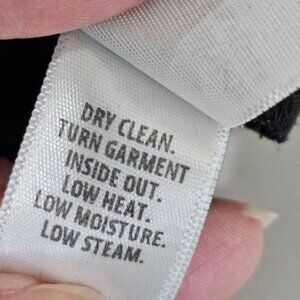 DRY CLEAN.
TURN GARMENT
INSIDE OUT.
LOW HEAT.
LOW MOISTURE.
LOW STEAM.